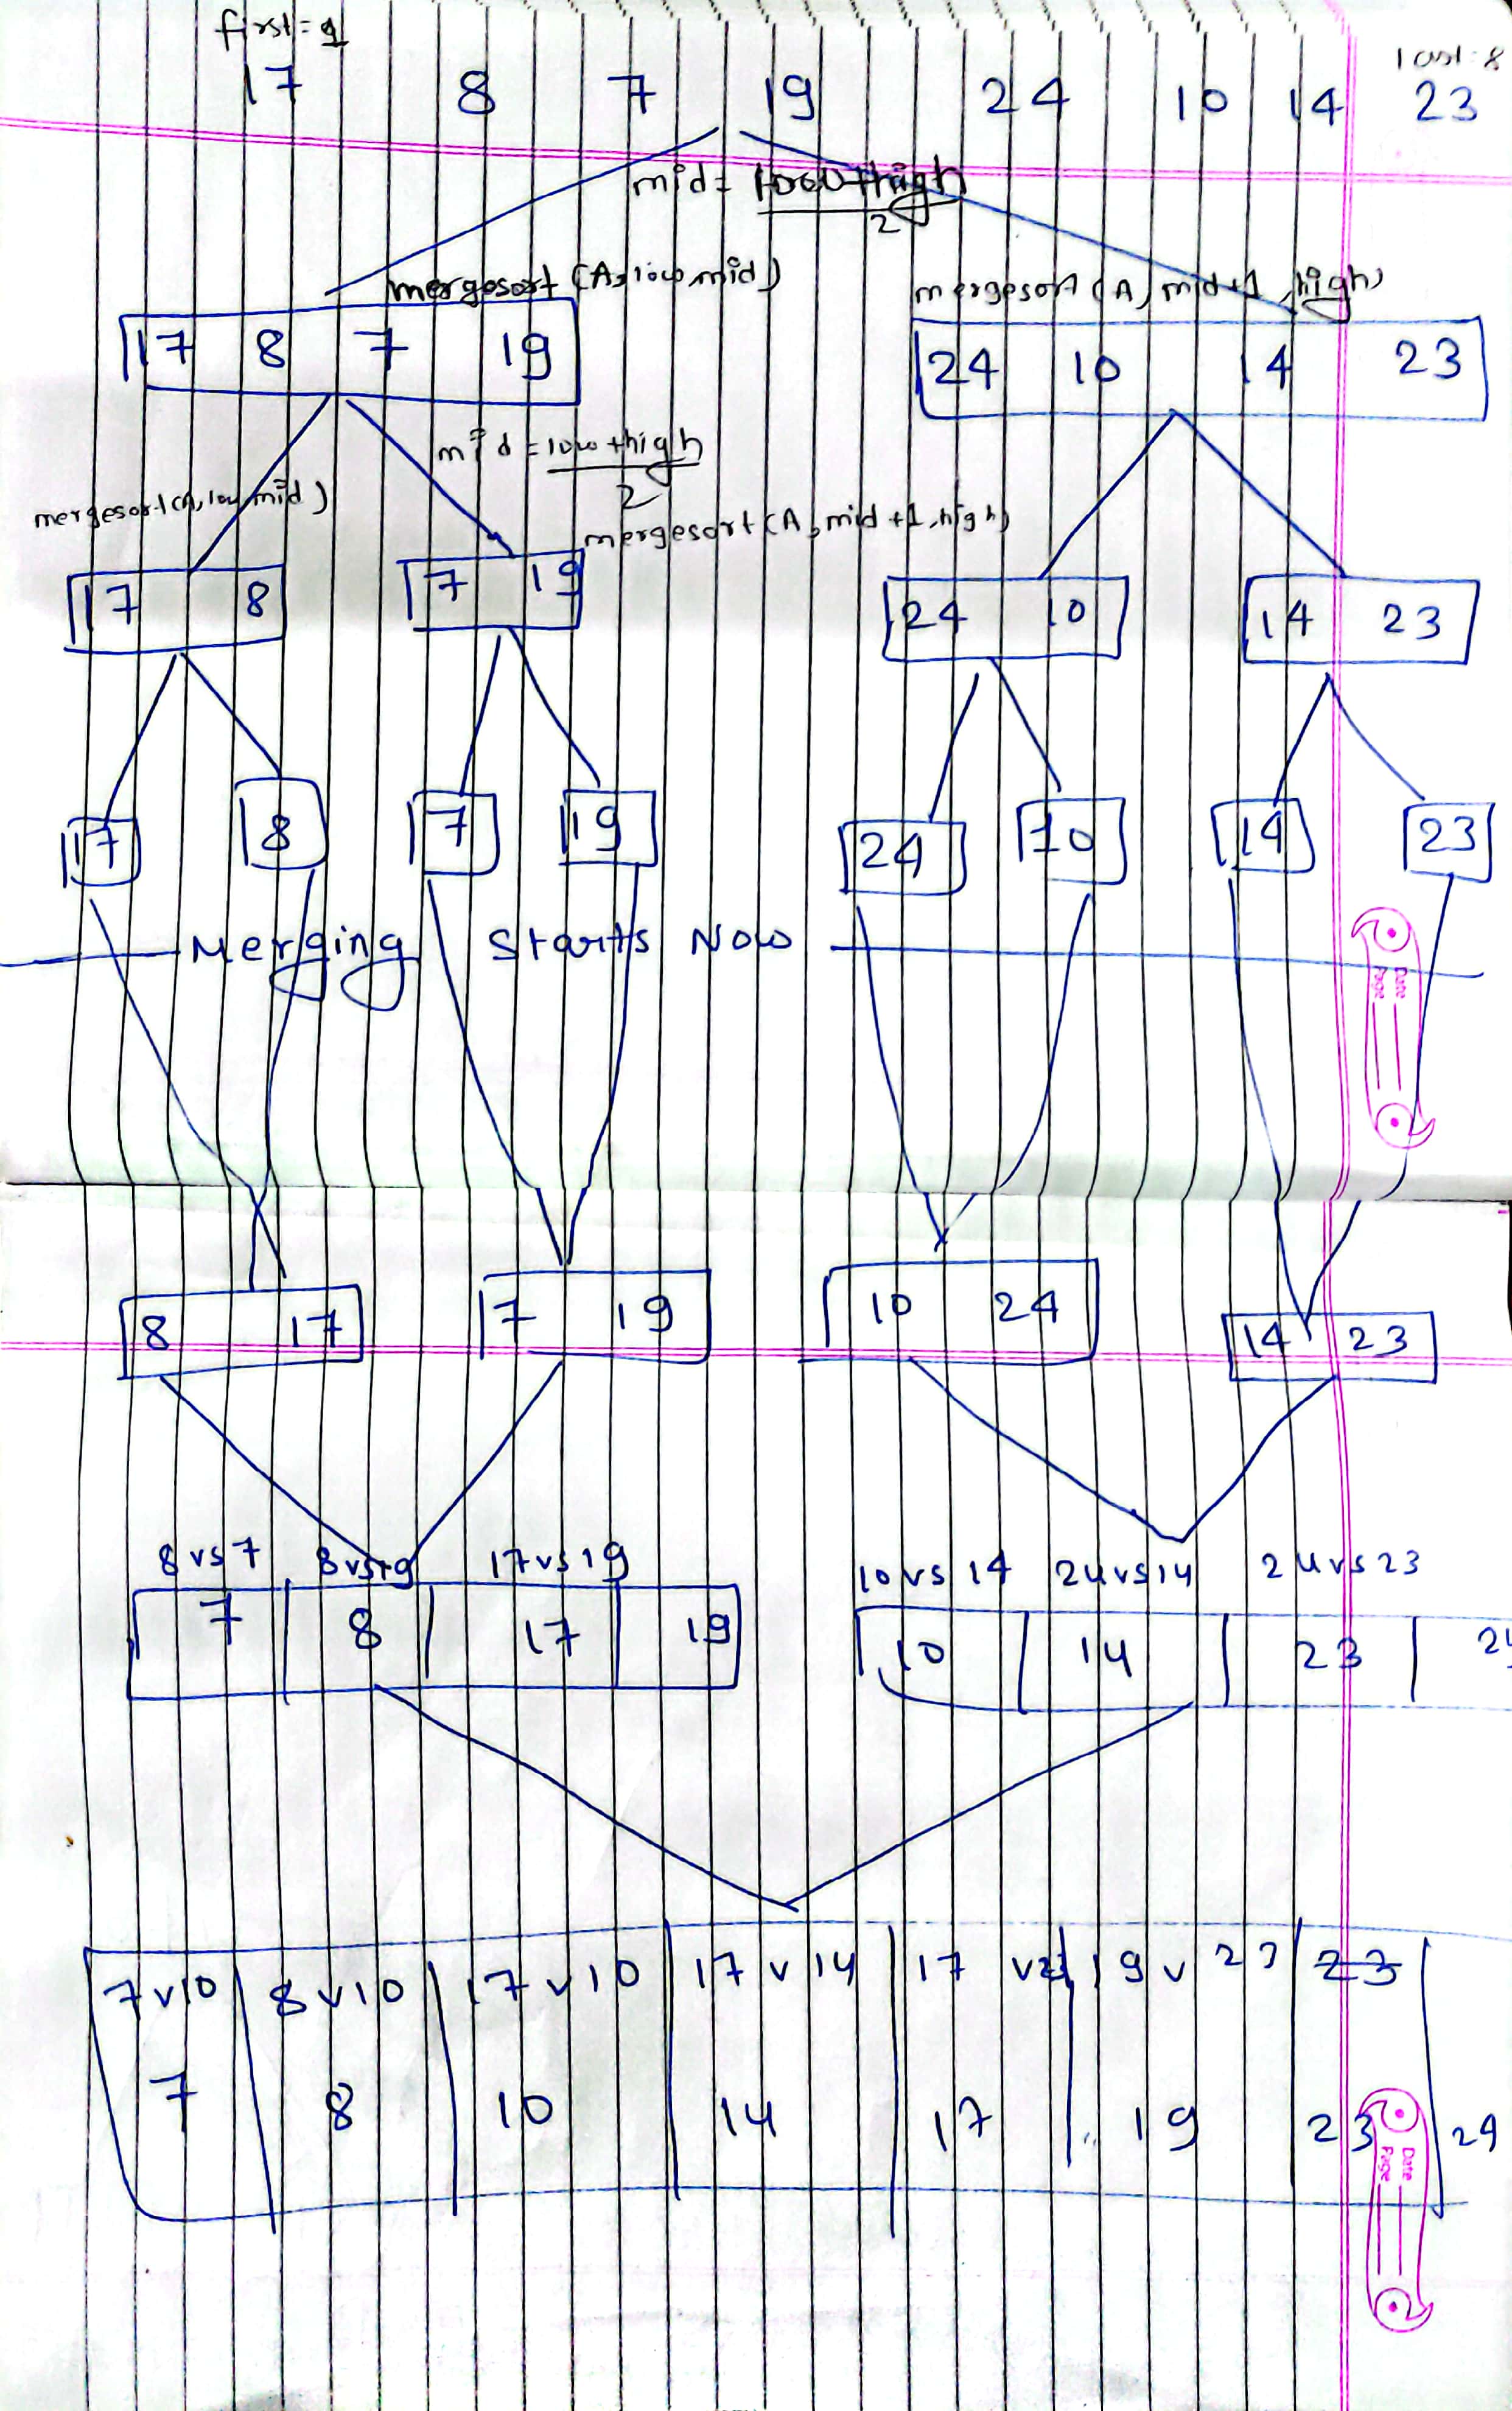 first = 1
last = 8
17 8 7 19 24 10 14 23
mid = low+high
2
mergesort (A, low, mid) mergesort (A, mid+1, high)
17 8 7 19 24 10 14 23
mid = low + high
2
mergesort (A, low, mid) mergesort (A, mid+1, high)
17 8 7 19 24 10 14 23
17 8 7 19 24 10 14 23
Merging Starts Now
Date
Page
8 17 7 19 10 24 14 23
8 vs 7 8 vs 19 17 vs 19 10 vs 14 24 vs 14 24 vs 23
7 8 17 19 10 14 23
7 v 10 8 v 10 17 v 10 17 v 14 17 v 23 19 v 23 23
7 8 10 14 17 19 23 24
Date
Page